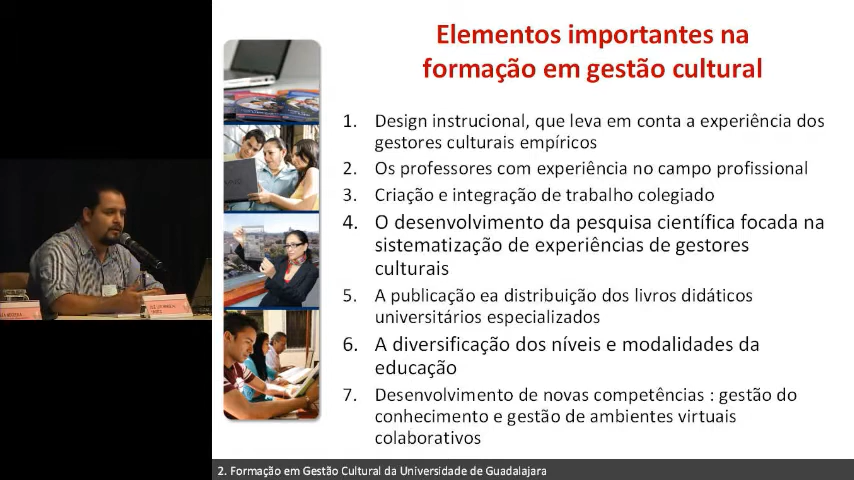 Elementos importantes na
formação em gestão cultural
1. Design instrucional, que leva em conta a experiência dos
gestores culturais empíricos
2. Os professores com experiência no campo profissional
3. Criação e integração de trabalho colegiado
4. O desenvolvimento da pesquisa científica focada na
sistematização de experiências de gestores
culturais
5. A publicação ea distribuição dos livros didáticos
universitários especializados
6. A diversificação dos níveis e modalidades da
educação
7. Desenvolvimento de novas competências : gestão do
conhecimento e gestão de ambientes virtuais
colaborativos
2. Formação em Gestão Cultural da Universidade de Guadalajara